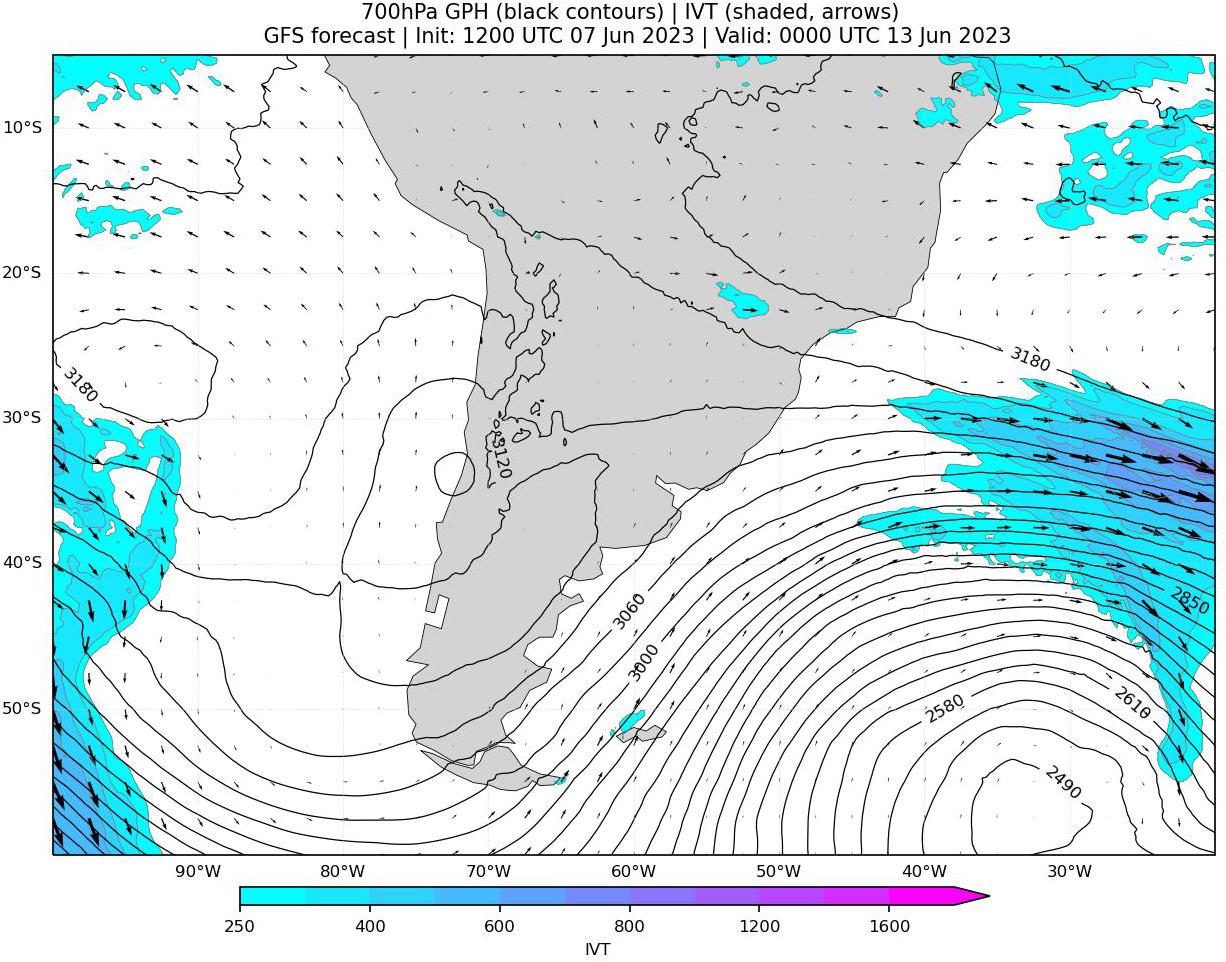 700hPa GPH (black contours) | IVT (shaded, arrows)
GFS forecast | Init: 1200 UTC 07 Jun 2023 | Valid: 0000 UTC 13 Jun 2023
10°S
20°S
3180
3180
30°S
3120
40°S
2850
3060
3000
50°S
2580
2610
2490
90°W 80°W 70°W 60°W 50°W 40°W 30°W
250 400 600 800 1200 1600
IVT